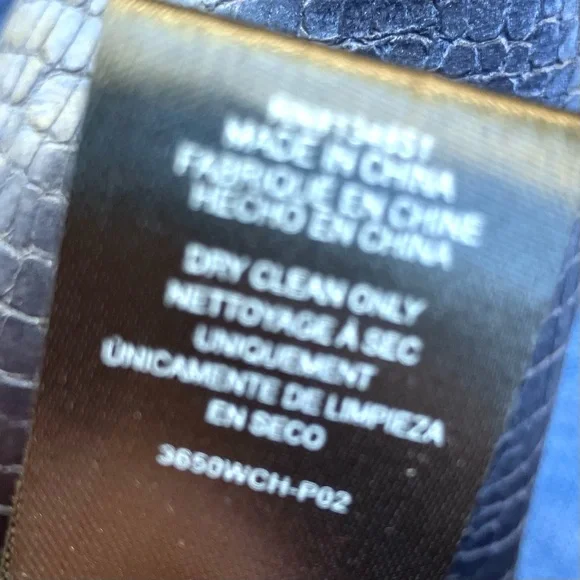 MADE IN CHINA
FABRIQUÉ EN CHINE
HECHO EN CHINA
DRY CLEAN ONLY
NETTOYAGE À SEC
UNIQUEMENT
ÚNICAMENTE DE LIMPIEZA
EN SECO
3650WCH-P02